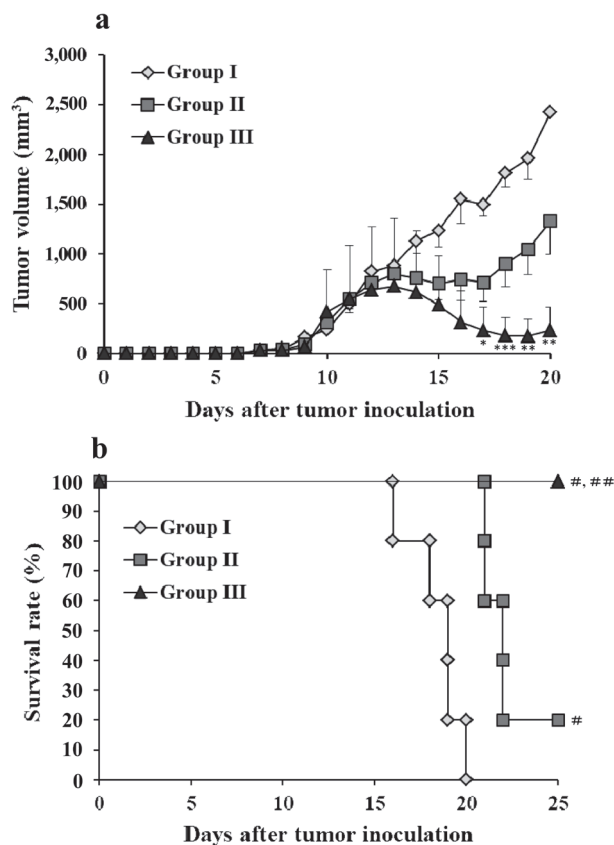 a
3,000
2,500
2,000
1,500
1,000
500
0
Tumor volume (mm³)
Group I
Group II
Group III
* *** ** **
0 5 10 15 20
Days after tumor inoculation
b
100
90
80
70
60
50
40
30
20
10
0
Survival rate (%)
Group I
Group II
Group III
#, ##
#
0 5 10 15 20 25
Days after tumor inoculation